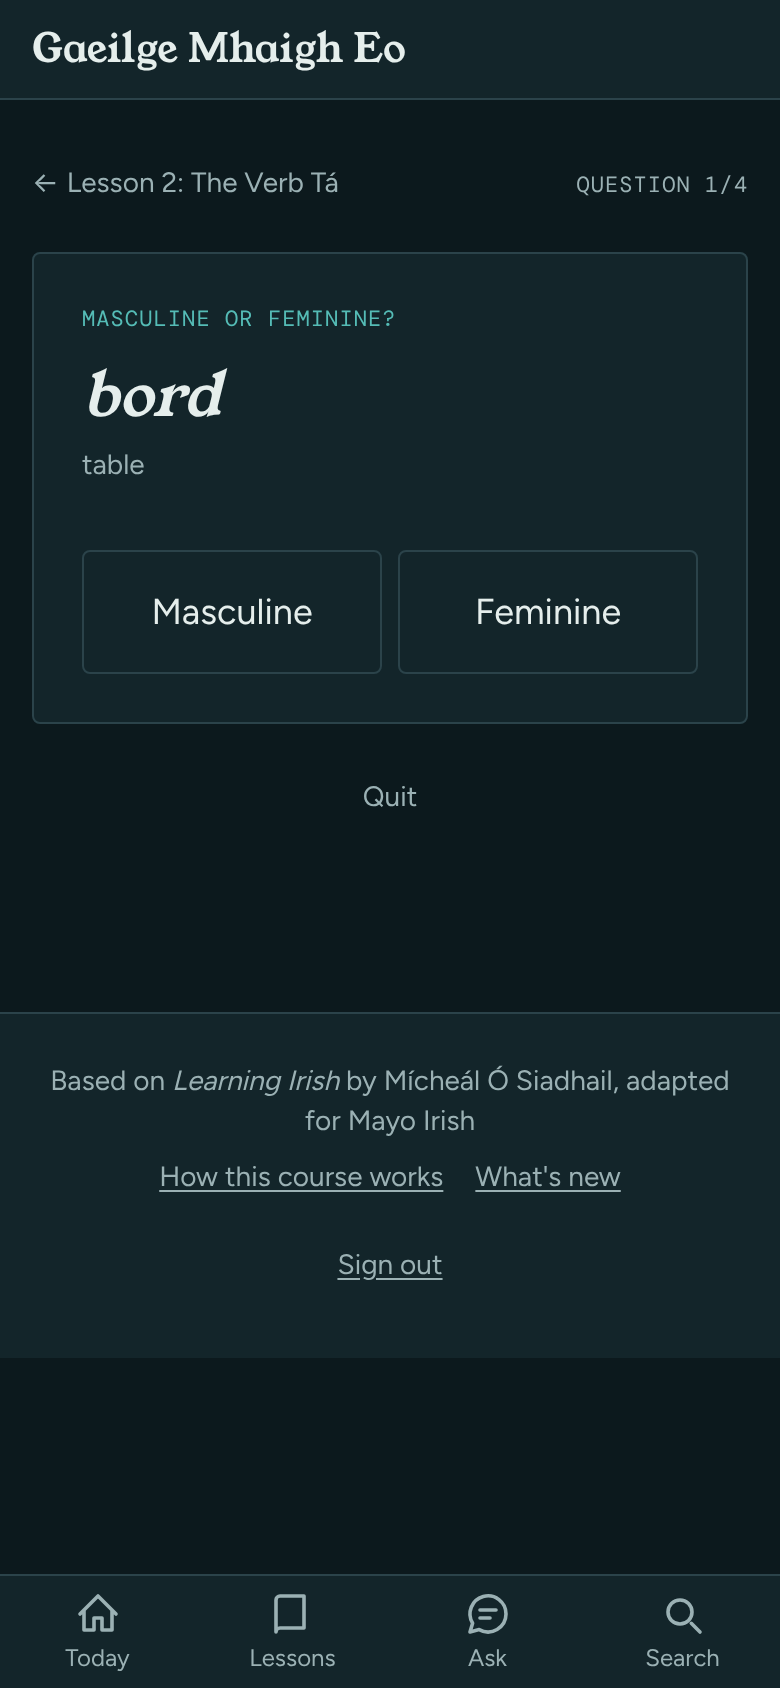 Gaeilge Mhaigh Eo
← Lesson 2: The Verb Tá
QUESTION 1/4
MASCULINE OR FEMININE?
bord
table
Masculine
Feminine
Quit
Based on Learning Irish by Mícheál Ó Siadhail, adapted
for Mayo Irish
How this course works
What's new
Sign out
Today
Lessons
Ask
Search